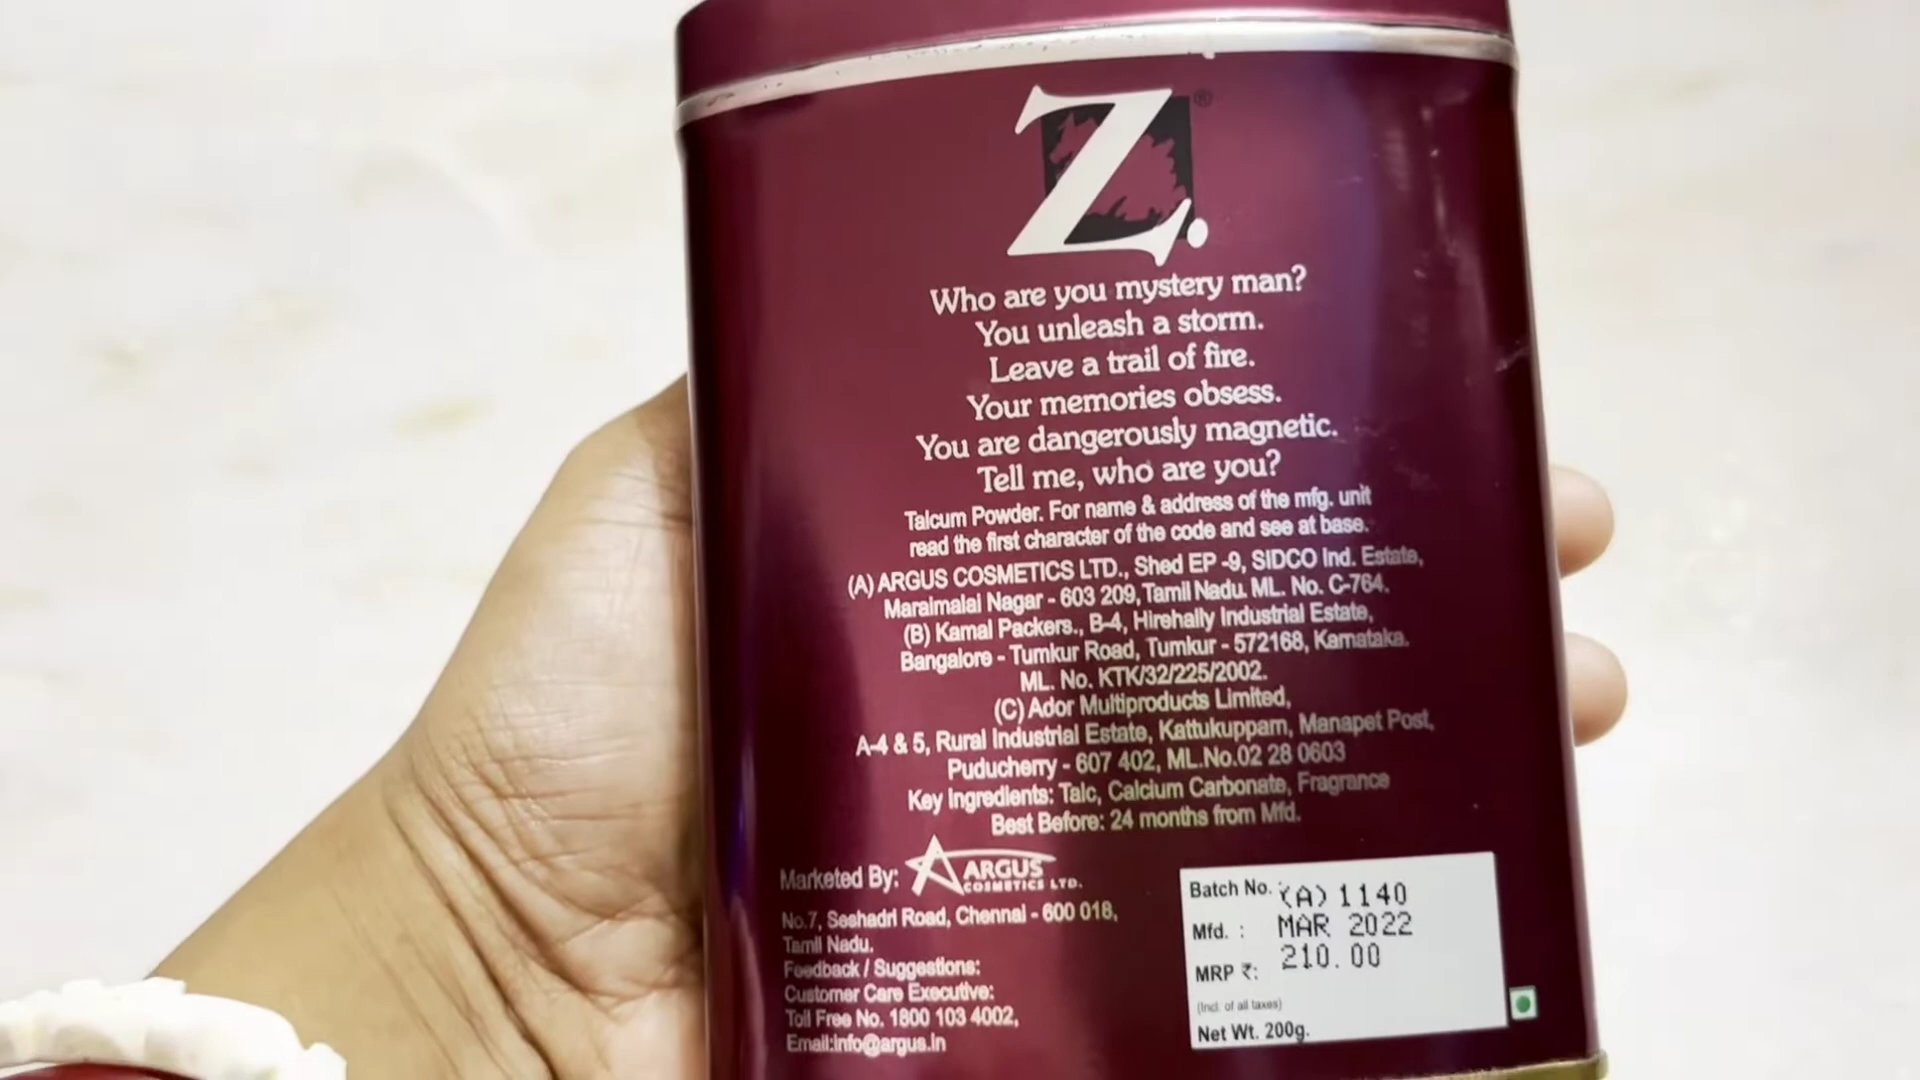 Z.®
Who are you mystery man?
You unleash a storm.
Leave a trail of fire.
Your memories obsess.
You are dangerously magnetic.
Tell me, who are you?
Talcum Powder. For name & address of the mfg. unit
read the first character of the code and see at base.
(A) ARGUS COSMETICS LTD., Shed EP -9, SIDCO Ind. Estate,
Maraimalai Nagar - 603 209, Tamil Nadu. ML. No. C-764.
(B) Kamal Packers., B-4, Hirehally Industrial Estate,
Bangalore - Tumkur Road, Tumkur - 572168, Karnataka.
ML. No. KTK/32/225/2002.
(C) Ador Multiproducts Limited,
A-4 & 5, Rural Industrial Estate, Kattukuppam, Manapet Post,
Puducherry - 607 402, ML.No.02 28 0603
Key Ingredients: Talc, Calcium Carbonate, Fragrance
Best Before: 24 months from Mfd.
Marketed By: ARGUS
COSMETICS LTD.
No.7, Seshadri Road, Chennai - 600 018,
Tamil Nadu.
Feedback / Suggestions:
Customer Care Executive:
Toll Free No. 1800 103 4002,
Email:info@argus.in
Batch No. : (A) 1140
Mfd. : MAR 2022
MRP ₹: 210.00
(Incl. of all taxes)
Net Wt. 200g.